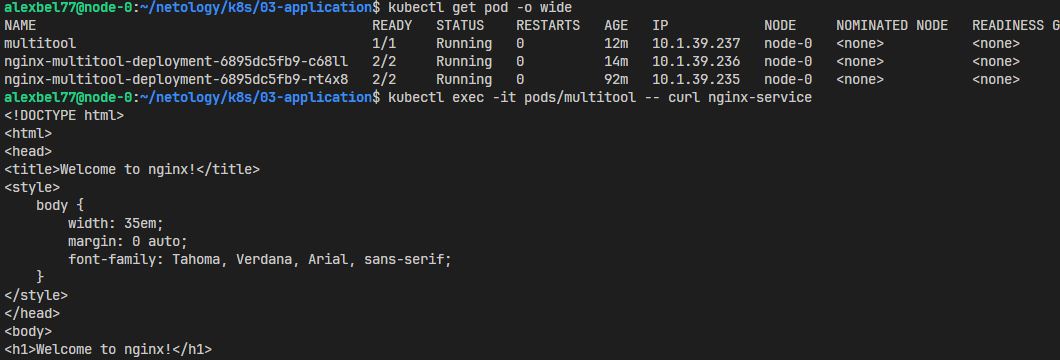 alexbel77@node-0:~/netology/k8s/03-application$ kubectl get pod -o wide
NAME                                         READY   STATUS    RESTARTS   AGE   IP            NODE     NOMINATED NODE   READINESS G
multitool                                    1/1     Running   0          12m   10.1.39.237   node-0   <none>           <none>
nginx-multitool-deployment-6895dc5fb9-c68ll   2/2     Running   0          14m   10.1.39.236   node-0   <none>           <none>
nginx-multitool-deployment-6895dc5fb9-rt4x8   2/2     Running   0          92m   10.1.39.235   node-0   <none>           <none>
alexbel77@node-0:~/netology/k8s/03-application$ kubectl exec -it pods/multitool -- curl nginx-service
<!DOCTYPE html>
<html>
<head>
<title>Welcome to nginx!</title>
<style>
    body {
        width: 35em;
        margin: 0 auto;
        font-family: Tahoma, Verdana, Arial, sans-serif;
    }
</style>
</head>
<body>
<h1>Welcome to nginx!</h1>